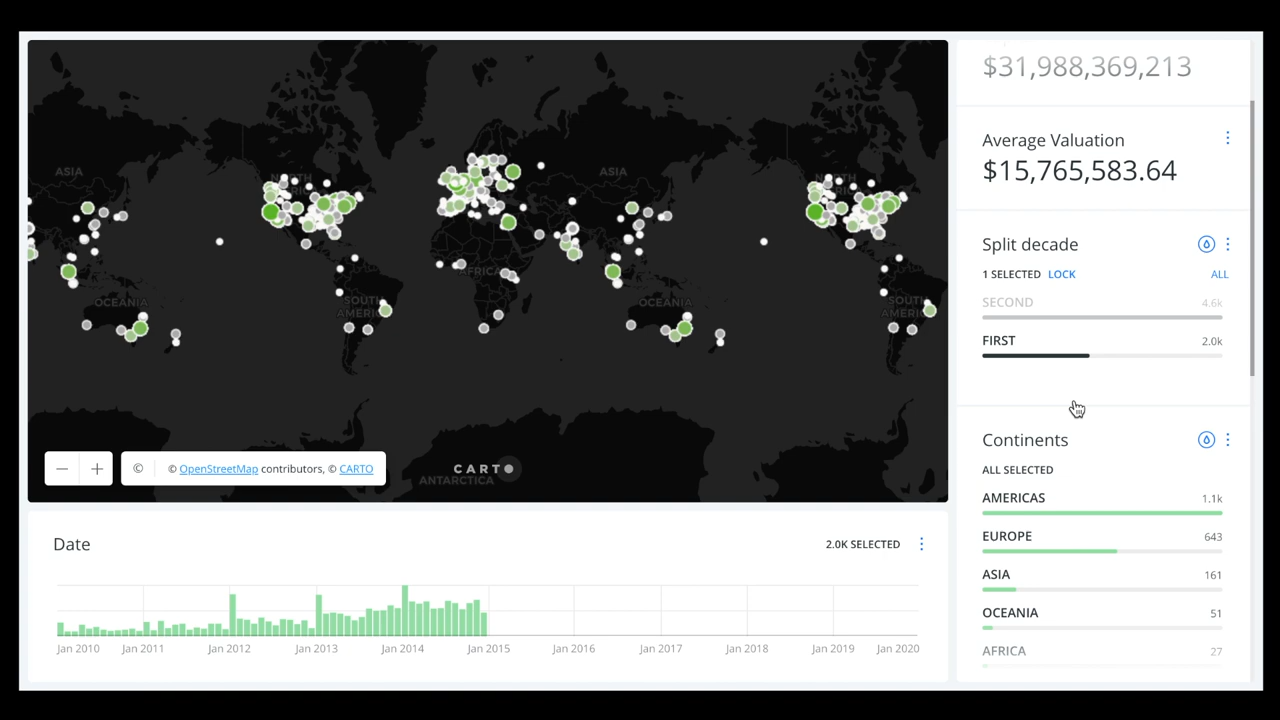 ASIA
NORTH
AMERICA
ASIA
AFRICA
OCEANIA
SOUTH
AMERICA
OCEANIA
SOUTH
AMERIC
ANTARCTICA
CARTO
−
+
©
© OpenStreetMap contributors, © CARTO
Date
2.0K SELECTED
Jan 2010
Jan 2011
Jan 2012
Jan 2013
Jan 2014
Jan 2015
Jan 2016
Jan 2017
Jan 2018
Jan 2019
Jan 2020
$31,988,369,213
Average Valuation
$15,765,583.64
Split decade
1 SELECTED LOCK ALL
SECOND 4.6k
FIRST 2.0k
Continents
ALL SELECTED
AMERICAS 1.1k
EUROPE 643
ASIA 161
OCEANIA 51
AFRICA 27